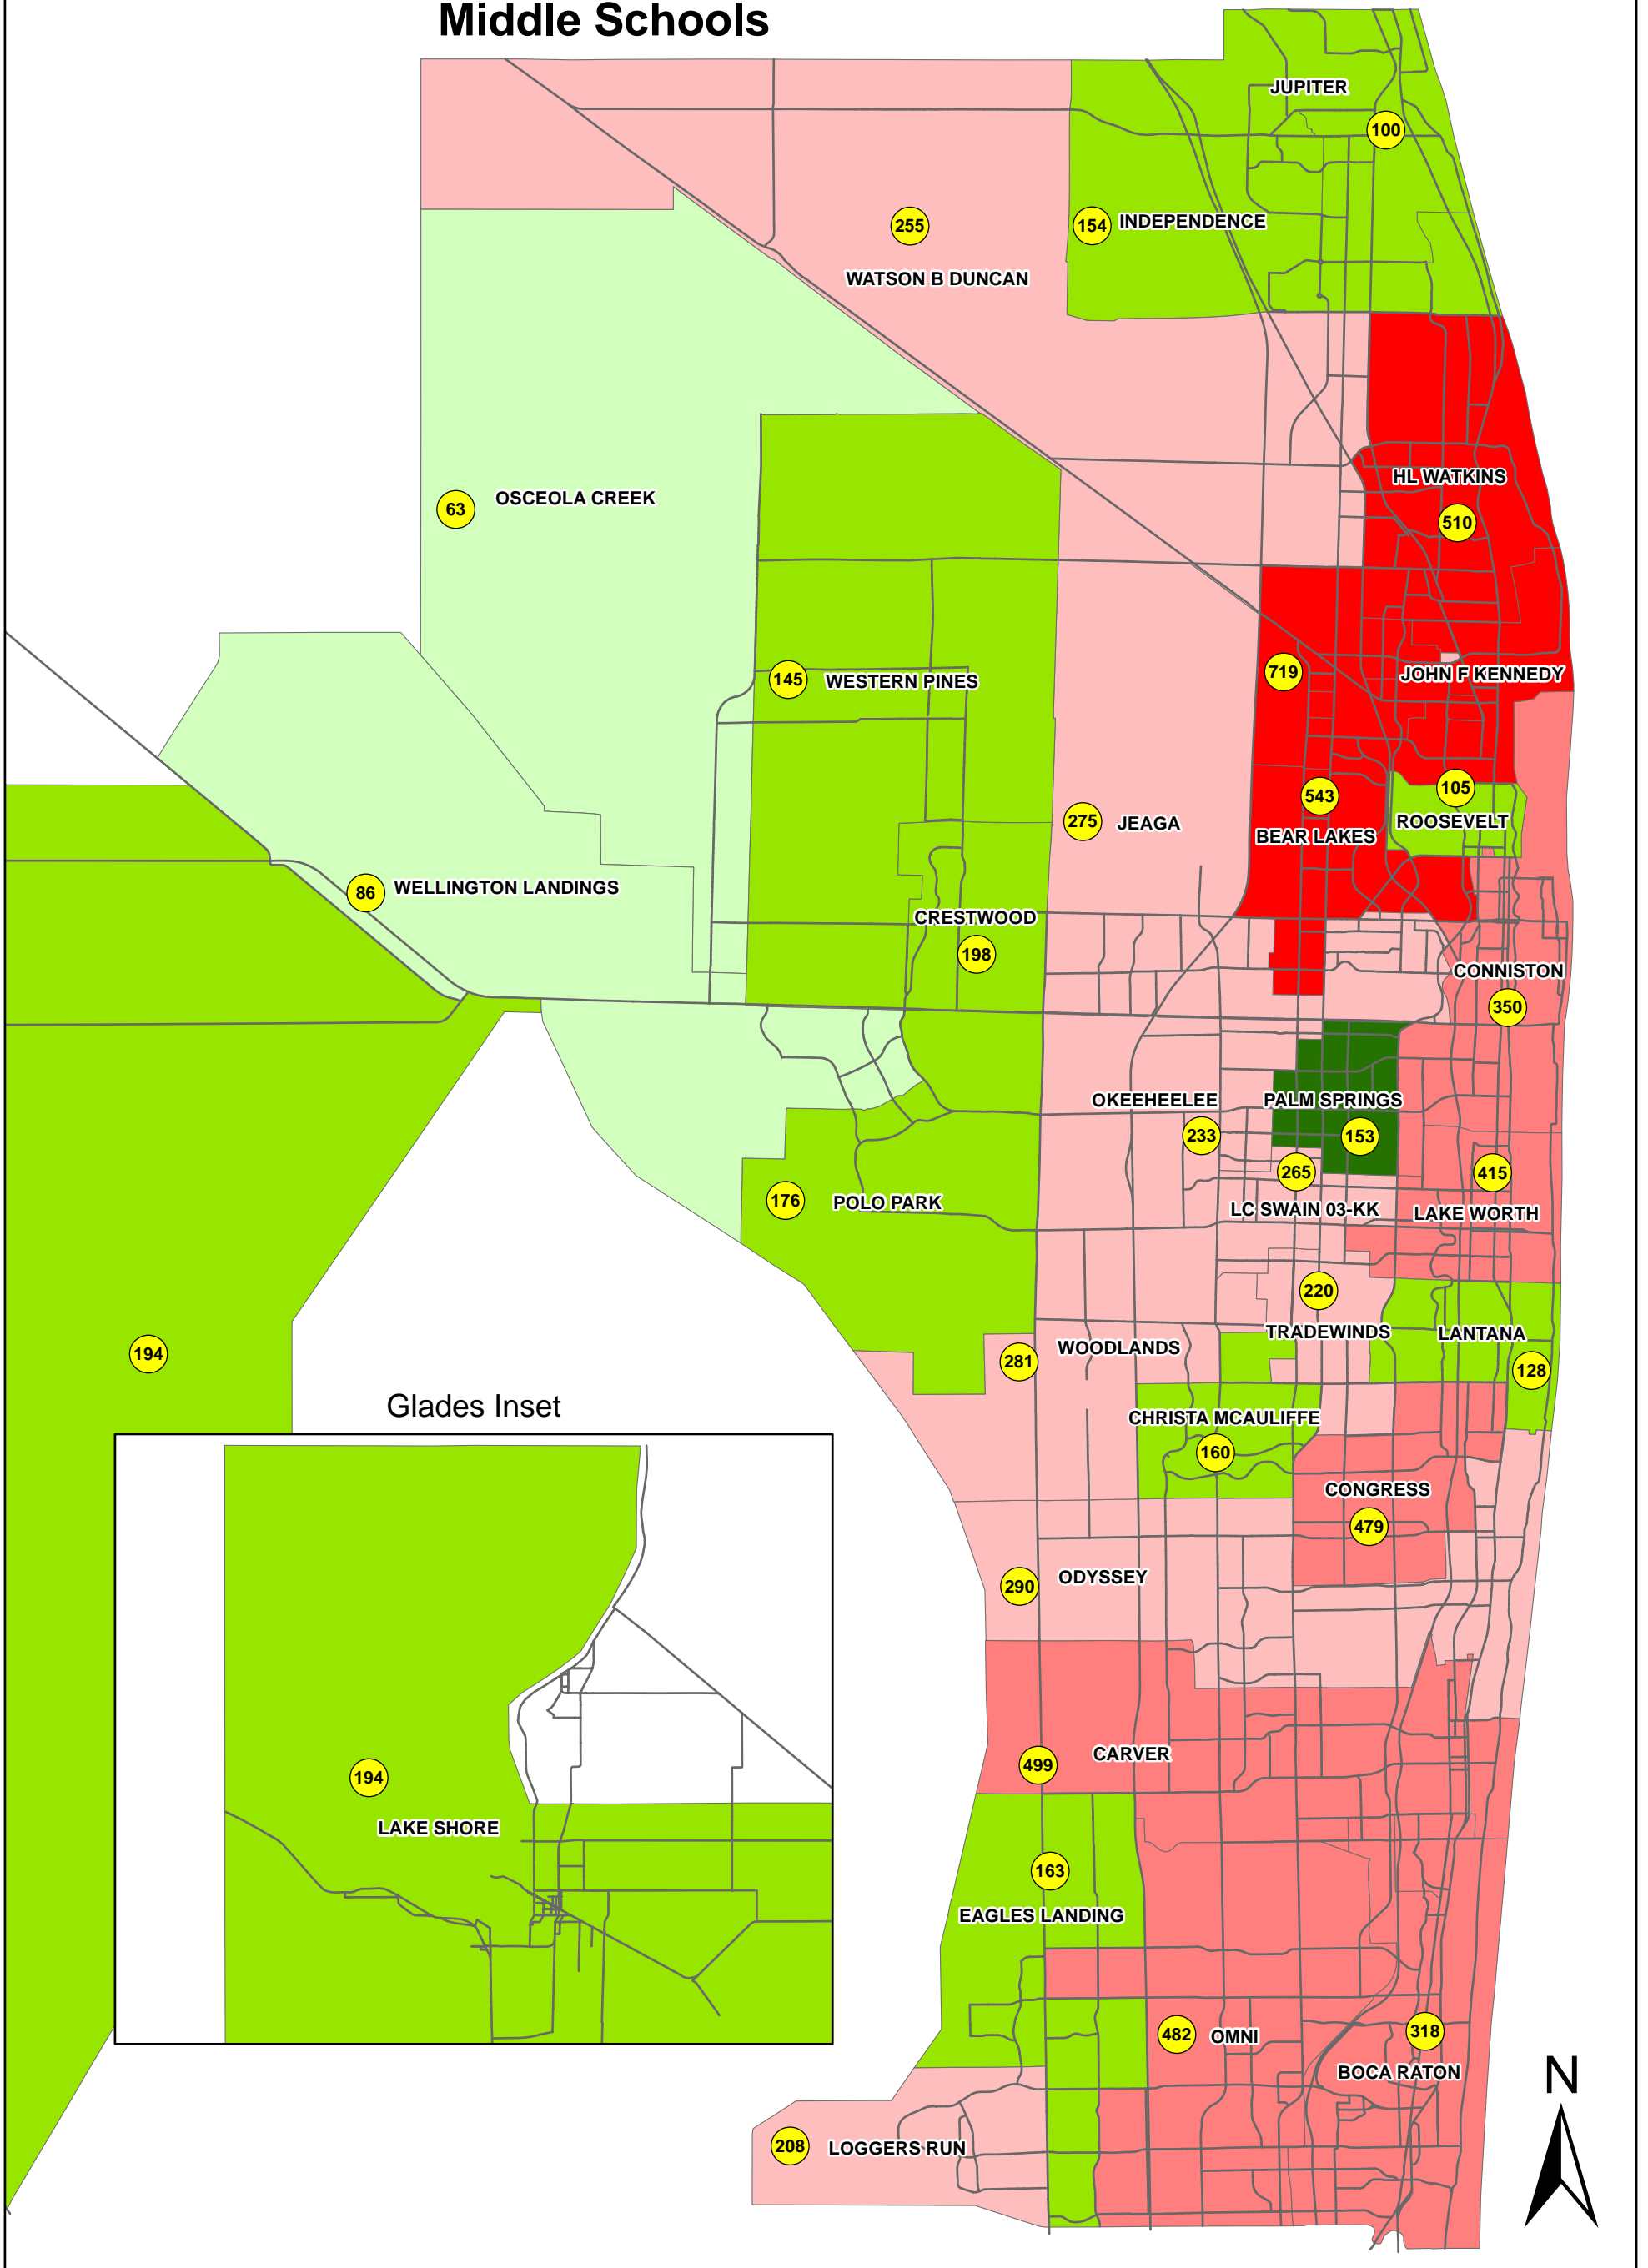 Middle Schools
JUPITER
100
255
154
INDEPENDENCE
WATSON B DUNCAN
HL WATKINS
63
OSCEOLA CREEK
510
719
JOHN F KENNEDY
145
WESTERN PINES
105
543
ROOSEVELT
275
JEAGA
BEAR LAKES
86
WELLINGTON LANDINGS
CRESTWOOD
198
CONNISTON
350
OKEEHEELEE
PALM SPRINGS
233
153
265
415
176
POLO PARK
LC SWAIN 03-KK
LAKE WORTH
220
TRADEWINDS
LANTANA
194
281
WOODLANDS
128
Glades Inset
CHRISTA MCAULIFFE
160
CONGRESS
479
290
ODYSSEY
499
CARVER
194
LAKE SHORE
163
EAGLES LANDING
482
OMNI
318
BOCA RATON
N
208
LOGGERS RUN